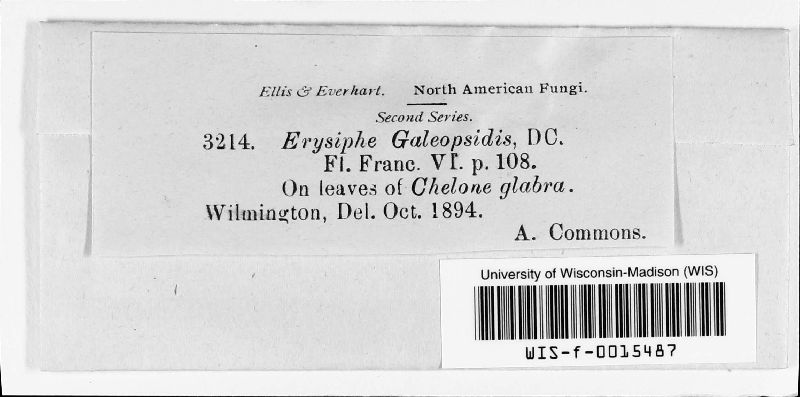 Ellis & Everhart. North American Fungi.
Second Series.
3214. Erysiphe Galeopsidis, DC.
Fl. Franc. VI. p. 108.
On leaves of Chelone glabra.
Wilmington, Del. Oct. 1894.
A. Commons.
University of Wisconsin-Madison (WIS)
WIS-f-0015487